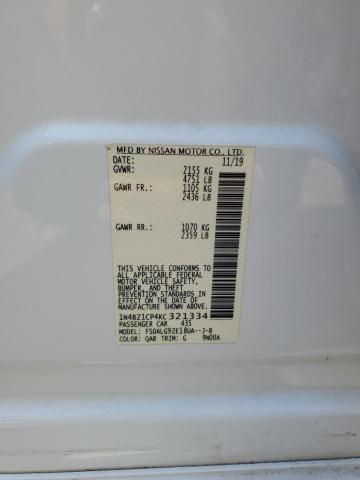 MFD BY NISSAN MOTOR CO., LTD.
DATE: 11/19
GVWR: 2155 KG
4751 LB
GAWR FR.: 1105 KG
2436 LB
GAWR RR.: 1070 KG
2359 LB
THIS VEHICLE CONFORMS TO
ALL APPLICABLE FEDERAL
MOTOR VEHICLE SAFETY,
BUMPER, AND THEFT
PREVENTION STANDARDS IN
EFFECT ON THE DATE OF
MANUFACTURE SHOWN ABOVE.
1N4BZ1CP4KC 321334
PASSENGER CAR 435
MODEL: FSDALG9ZE18UA--J-8
COLOR: QAB TRIM: G 9N00A